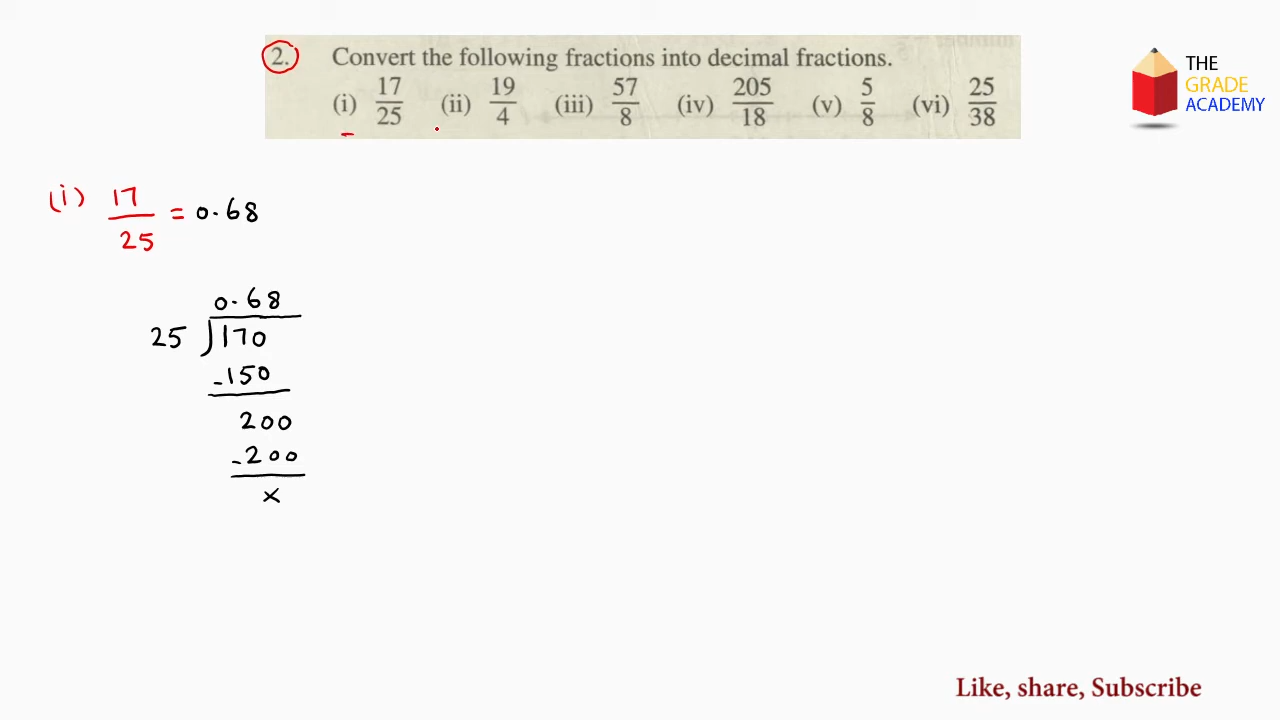 2. Convert the following fractions into decimal fractions.
(i) 17/25 (ii) 19/4 (iii) 57/8 (iv) 205/18 (v) 5/8 (vi) 25/38
THE
GRADE
ACADEMY
(i) 17/25 = 0.68
0.68
25 )170
-150
200
-200
x
Like, share, Subscribe